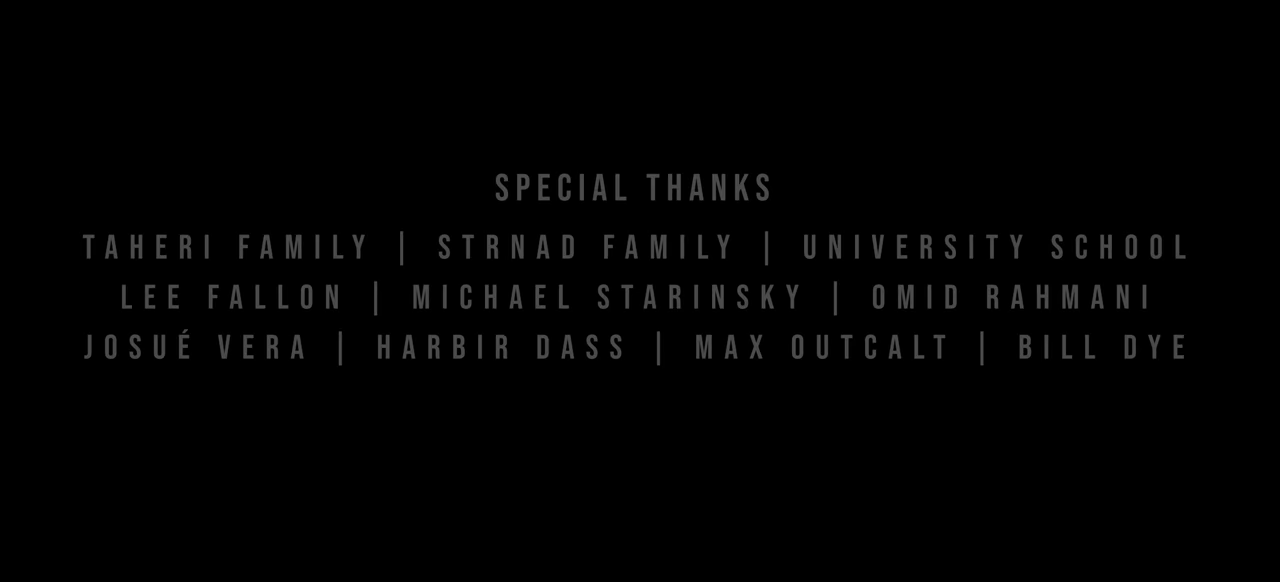 SPECIAL THANKS
TAHERI FAMILY | STRNAD FAMILY | UNIVERSITY SCHOOL
LEE FALLON | MICHAEL STARINSKY | OMID RAHMANI
JOSUÉ VERA | HARBIR DASS | MAX OUTCALT | BILL DYE